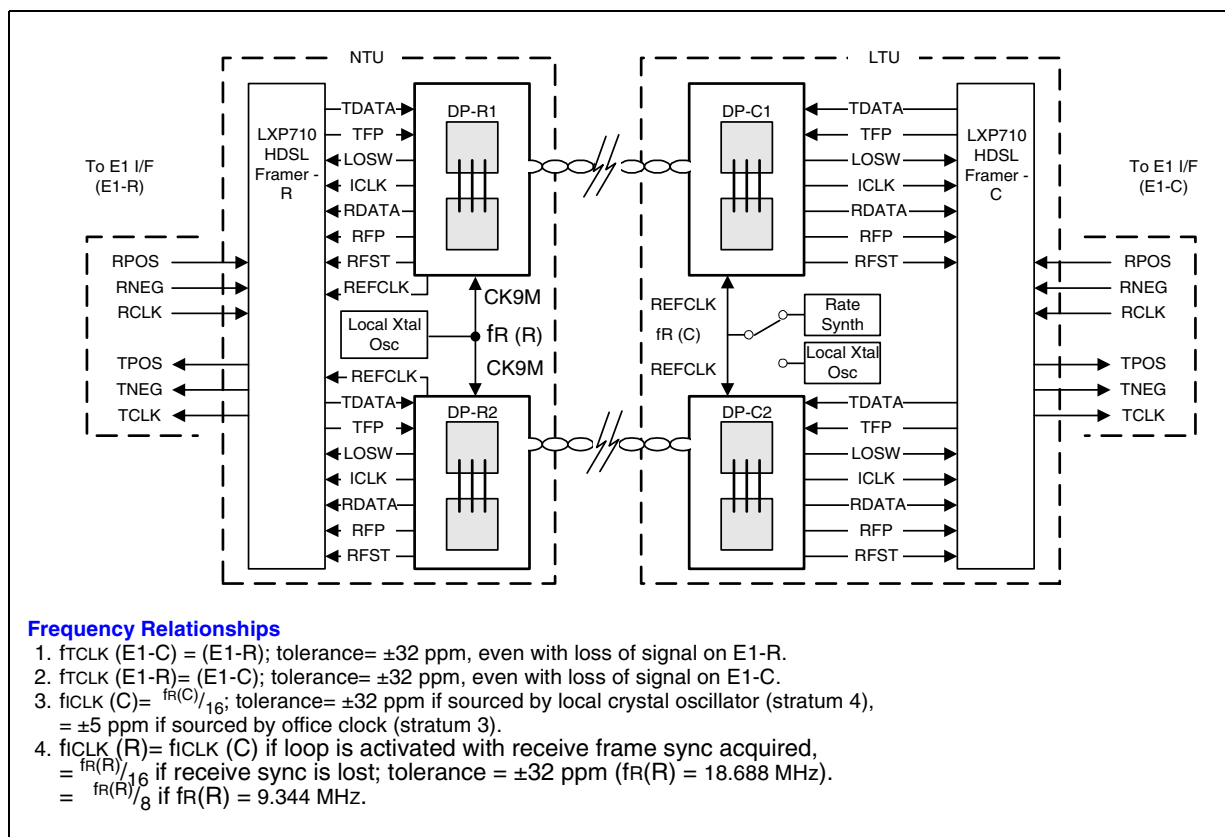 NTU
LTU
To E1 I/F
(E1-R)
LXP710
HDSL
Framer -
R
TDATA
TFP
LOSW
ICLK
RDATA
RFP
RFST
REFCLK
DP-R1
DP-C1
TDATA
TFP
LOSW
ICLK
RDATA
RFP
RFST
LXP710
HDSL
Framer -
C
To E1 I/F
(E1-C)
RPOS
RNEG
RCLK
TPOS
TNEG
TCLK
Local Xtal
Osc
CK9M
fR (R)
CK9M
REFCLK
fR (C)
REFCLK
Rate
Synth
Local Xtal
Osc
RPOS
RNEG
RCLK
TPOS
TNEG
TCLK
REFCLK
TDATA
TFP
LOSW
ICLK
RDATA
RFP
RFST
DP-R2
DP-C2
TDATA
TFP
LOSW
ICLK
RDATA
RFP
RFST
Frequency Relationships
1. fTCLK (E1-C) = (E1-R); tolerance= ±32 ppm, even with loss of signal on E1-R.
2. fTCLK (E1-R)= (E1-C); tolerance= ±32 ppm, even with loss of signal on E1-C.
3. fICLK (C)= fR(C)/16; tolerance= ±32 ppm if sourced by local crystal oscillator (stratum 4),
= ±5 ppm if sourced by office clock (stratum 3).
4. fICLK (R)= fICLK (C) if loop is activated with receive frame sync acquired,
= fR(R)/16 if receive sync is lost; tolerance = ±32 ppm (fR(R) = 18.688 MHz).
= fR(R)/8 if fR(R) = 9.344 MHz.